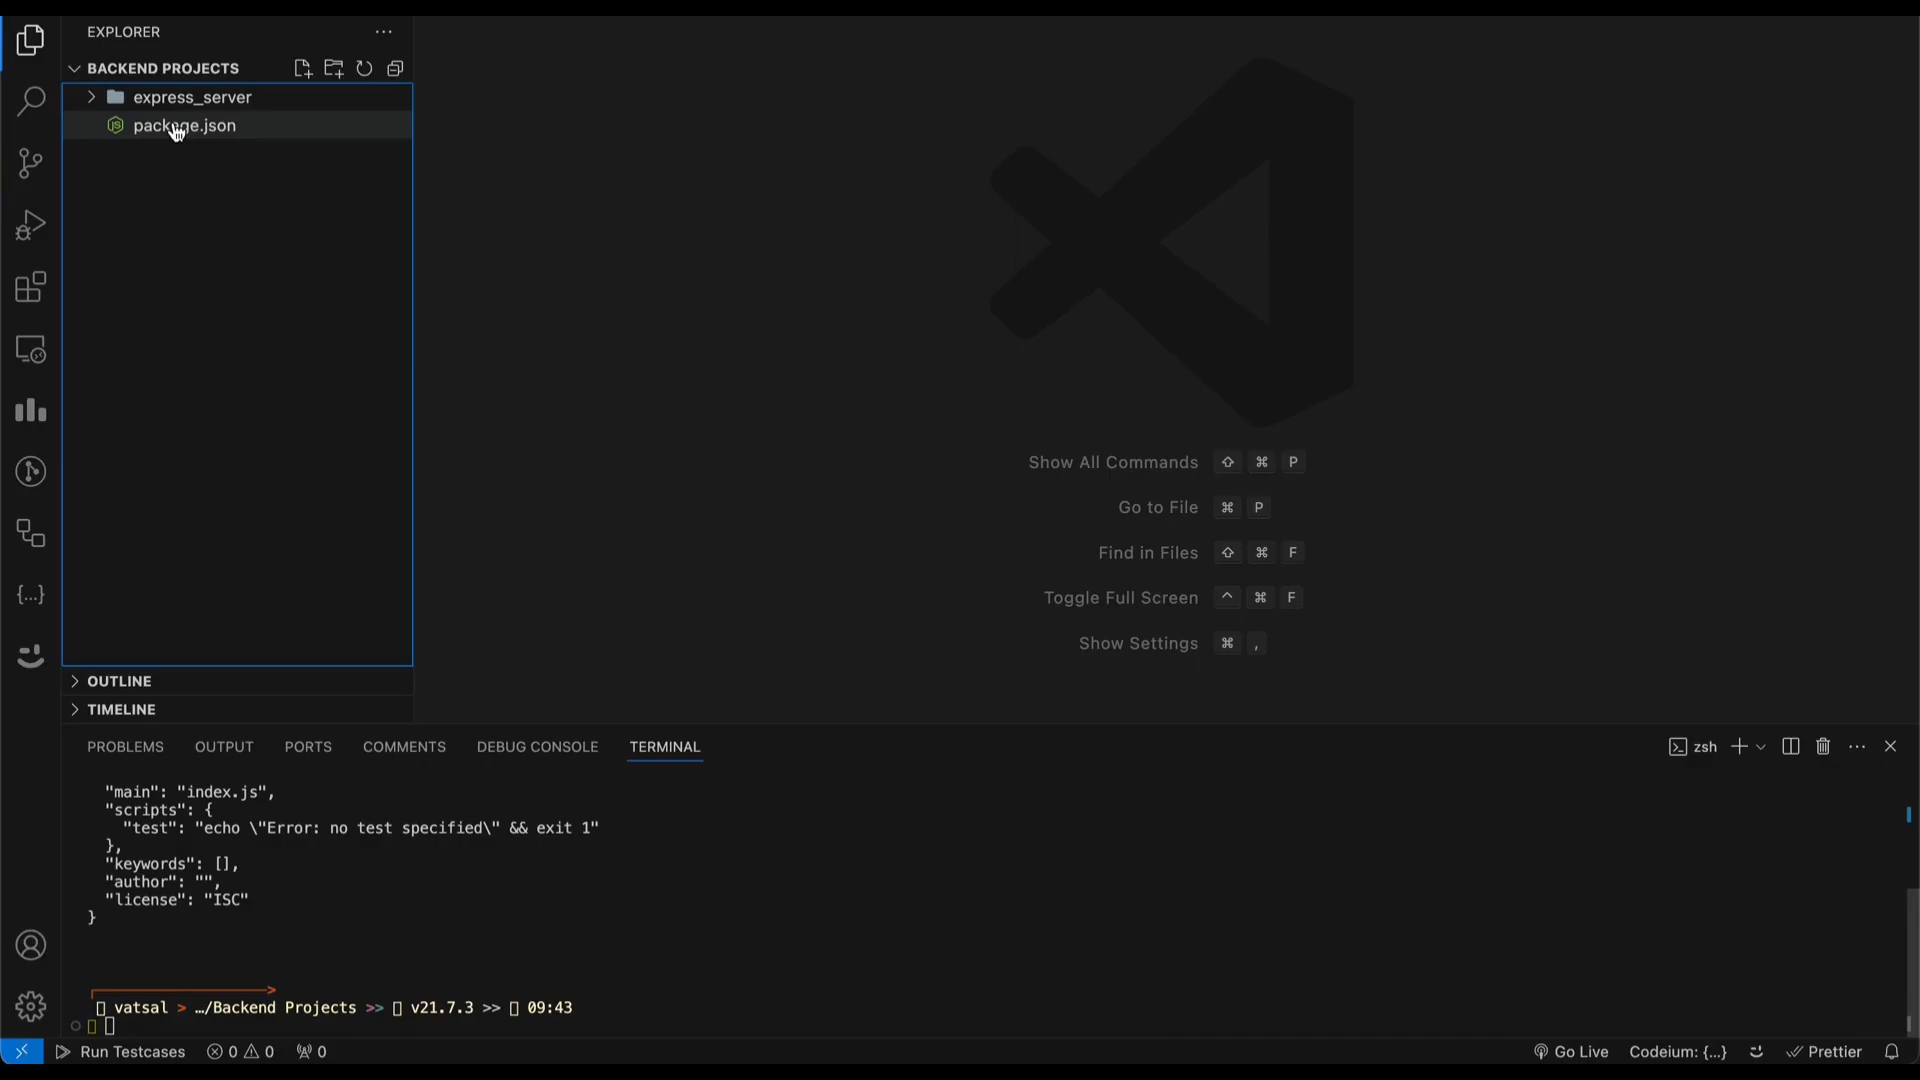 EXPLORER
BACKEND PROJECTS
express_server
package.json
OUTLINE
TIMELINE
Show All Commands ⇧ ⌘ P
Go to File ⌘ P
Find in Files ⇧ ⌘ F
Toggle Full Screen ^ ⌘ F
Show Settings ⌘ ,
PROBLEMS OUTPUT PORTS COMMENTS DEBUG CONSOLE TERMINAL
zsh
"main": "index.js",
"scripts": {
"test": "echo \"Error: no test specified\" && exit 1"
},
"keywords": [],
"author": "",
"license": "ISC"
}
vatsal > …/Backend Projects >> v21.7.3 >> 09:43
Run Testcases 0 0 0
Go Live Codeium: {...} Prettier